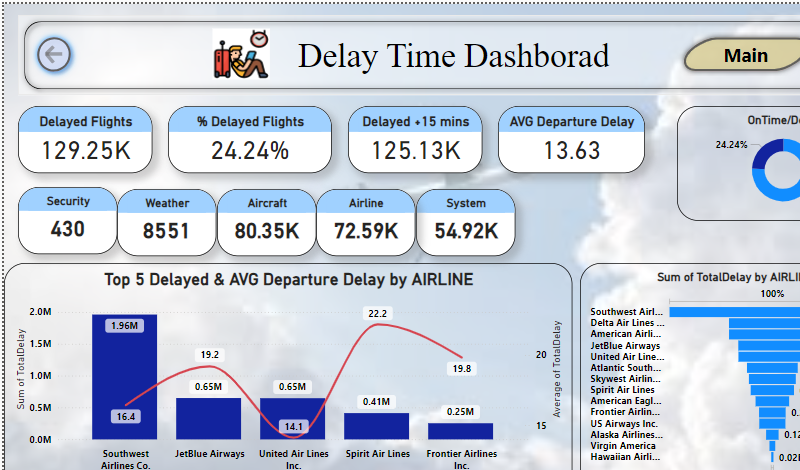 Delay Time Dashborad
Main
Delayed Flights
129.25K
% Delayed Flights
24.24%
Delayed +15 mins
125.13K
AVG Departure Delay
13.63
OnTime/De
24.24%
Security
430
Weather
8551
Aircraft
80.35K
Airline
72.59K
System
54.92K
Top 5 Delayed & AVG Departure Delay by AIRLINE
Sum of TotalDelay
2.0M
1.5M
1.0M
0.5M
0.0M
1.96M
16.4
19.2
0.65M
0.65M
14.1
22.2
0.41M
19.8
0.25M
20
15
Average of TotalDelay
Southwest
Airlines Co.
JetBlue Airways
United Air Lines
Inc.
Spirit Air Lines
Frontier Airlines
Inc.
Sum of TotalDelay by AIRLIN
100%
Southwest Airl...
Delta Air Lines ...
American Airli...
JetBlue Airways
United Air Line...
Atlantic South...
Skywest Airlin...
Spirit Air Lines
American Eagl...
Frontier Airlin...
US Airways Inc.
Alaska Airlines...
Virgin America
Hawaiian Airli...
0.
0.12
0.02